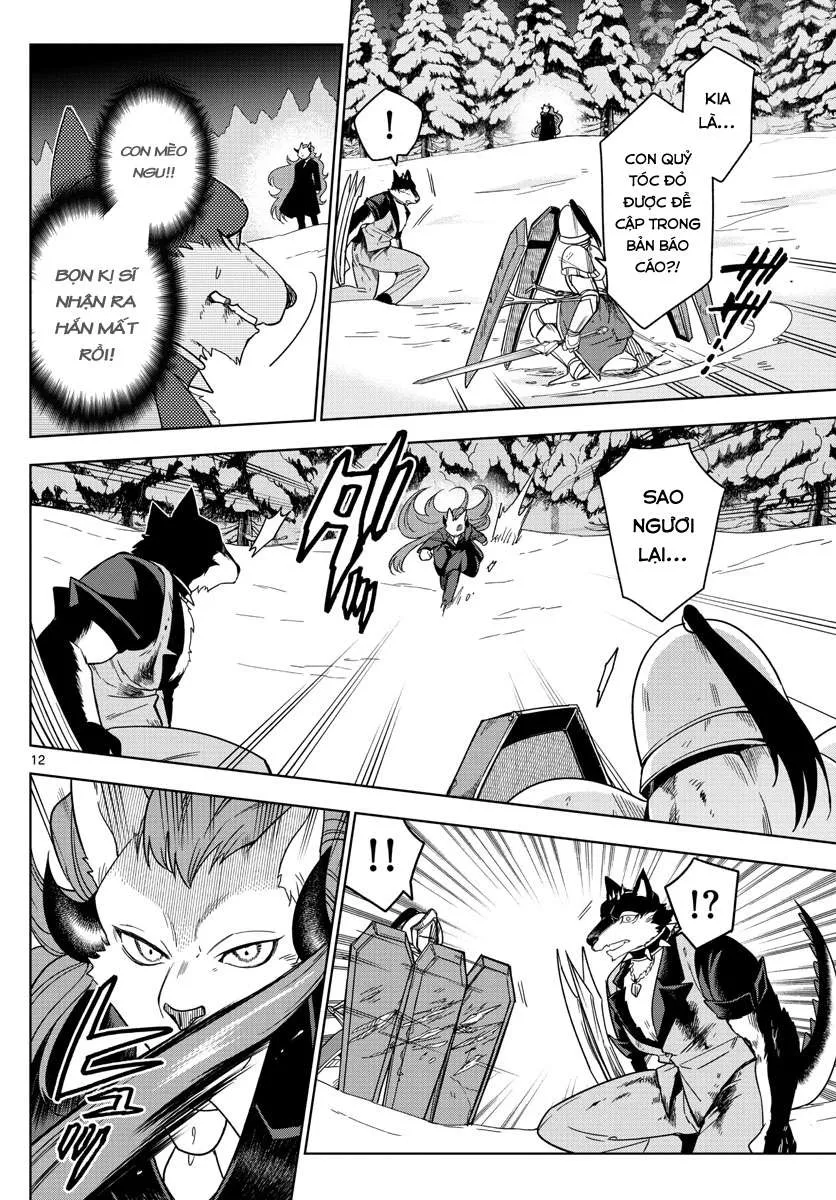 KIA
LÀ...
CON QUỶ
TÓC ĐỎ
ĐƯỢC ĐỀ
CẬP TRONG
BẢN BÁO
CÁO?!
!
CON MÈO
NGU!!
BỌN KỊ SĨ
NHẬN RA
HẮN MẤT
RỒI!
SAO
NGƯƠI
LẠI...
12
!?
!!